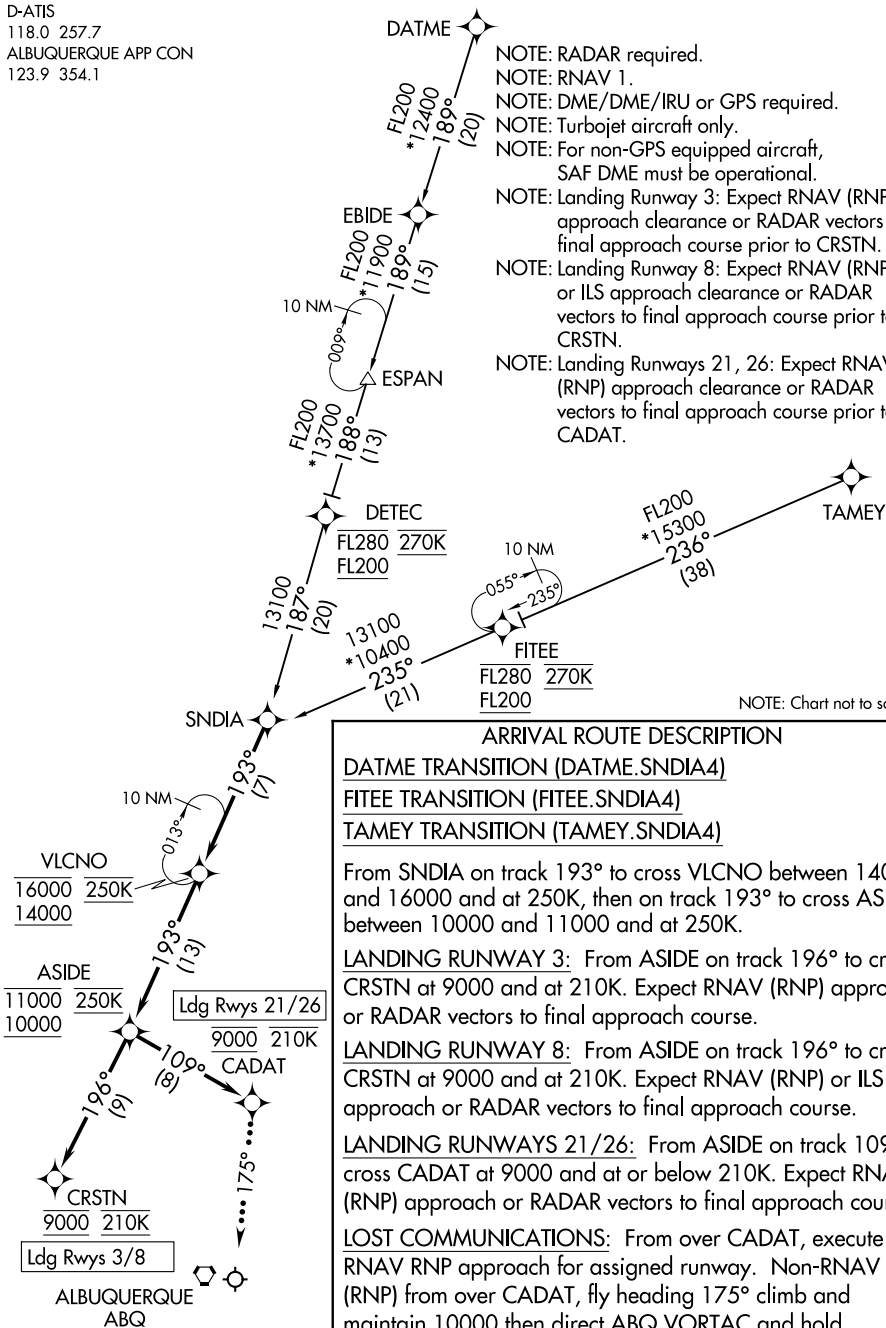 D-ATIS
118.0 257.7
ALBUQUERQUE APP CON
123.9 354.1
DATME
NOTE: RADAR required.
NOTE: RNAV 1.
NOTE: DME/DME/IRU or GPS required.
NOTE: Turbojet aircraft only.
NOTE: For non-GPS equipped aircraft,
SAF DME must be operational.
NOTE: Landing Runway 3: Expect RNAV (RNP
approach clearance or RADAR vectors
final approach course prior to CRSTN.
NOTE: Landing Runway 8: Expect RNAV (RNP
or ILS approach clearance or RADAR
vectors to final approach course prior t
CRSTN.
NOTE: Landing Runways 21, 26: Expect RNAV
(RNP) approach clearance or RADAR
vectors to final approach course prior t
CADAT.
FL200
*12400
189°
(20)
EBIDE
FL200
*11900
189°
(15)
10 NM
009°
ESPAN
FL200
*13700
188°
(13)
DETEC
FL280 270K
FL200
TAMEY
FL200
*15300
236°
(38)
10 NM
055°
235°
FITEE
FL280 270K
FL200
13100
187°
(20)
13100
*10400
235°
(21)
NOTE: Chart not to sc
SNDIA
193°
(7)
10 NM
013°
VLCNO
16000 250K
14000
193°
(13)
ASIDE
11000 250K
10000
Ldg Rwys 21/26
9000 210K
CADAT
109°
(8)
196°
(9)
175°
CRSTN
9000 210K
Ldg Rwys 3/8
ALBUQUERQUE
ABQ
ARRIVAL ROUTE DESCRIPTION
DATME TRANSITION (DATME.SNDIA4)
FITEE TRANSITION (FITEE.SNDIA4)
TAMEY TRANSITION (TAMEY.SNDIA4)
From SNDIA on track 193° to cross VLCNO between 140
and 16000 and at 250K, then on track 193° to cross AS
between 10000 and 11000 and at 250K.
LANDING RUNWAY 3: From ASIDE on track 196° to cr
CRSTN at 9000 and at 210K. Expect RNAV (RNP) appro
or RADAR vectors to final approach course.
LANDING RUNWAY 8: From ASIDE on track 196° to cr
CRSTN at 9000 and at 210K. Expect RNAV (RNP) or ILS
approach or RADAR vectors to final approach course.
LANDING RUNWAYS 21/26: From ASIDE on track 109
cross CADAT at 9000 and at or below 210K. Expect RNA
(RNP) approach or RADAR vectors to final approach cour
LOST COMMUNICATIONS: From over CADAT, execute
RNAV RNP approach for assigned runway. Non-RNAV
(RNP) from over CADAT, fly heading 175° climb and
maintain 10000 then direct ABQ VORTAC and hold